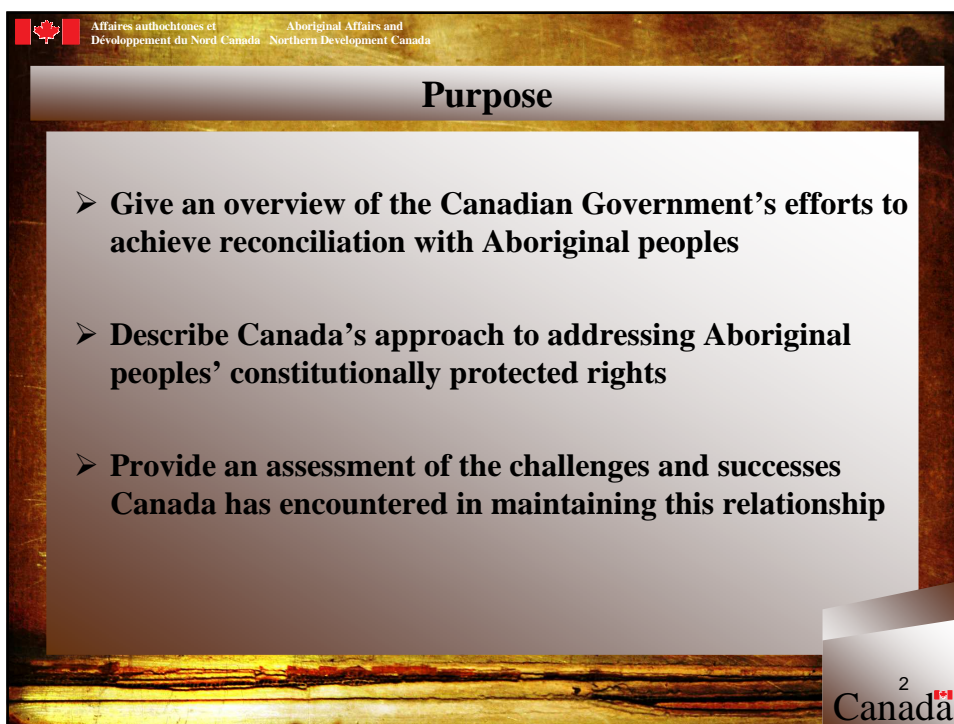 Affaires authochtones et Aboriginal Affairs and
Dévoloppement du Nord Canada Northern Development Canada
Purpose
➢ Give an overview of the Canadian Government’s efforts to
achieve reconciliation with Aboriginal peoples
➢ Describe Canada’s approach to addressing Aboriginal
peoples’ constitutionally protected rights
➢ Provide an assessment of the challenges and successes
Canada has encountered in maintaining this relationship
2
Canada